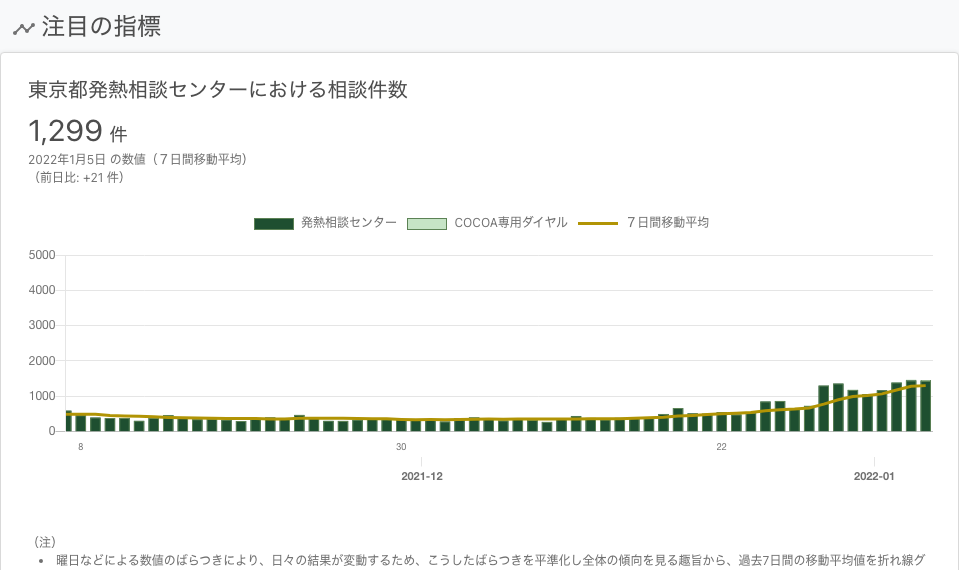 注目の指標
東京都発熱相談センターにおける相談件数
1,299 件
2022年1月5日 の数値（７日間移動平均）
（前日比: +21 件）
発熱相談センター COCOA専用ダイヤル ７日間移動平均
5000
4000
3000
2000
1000
0
8 30 22
2021-12 2022-01
（注）
• 曜日などによる数値のばらつきにより、日々の結果が変動するため、こうしたばらつきを平準化し全体の傾向を見る趣旨から、過去7日間の移動平均値を折れ線グ